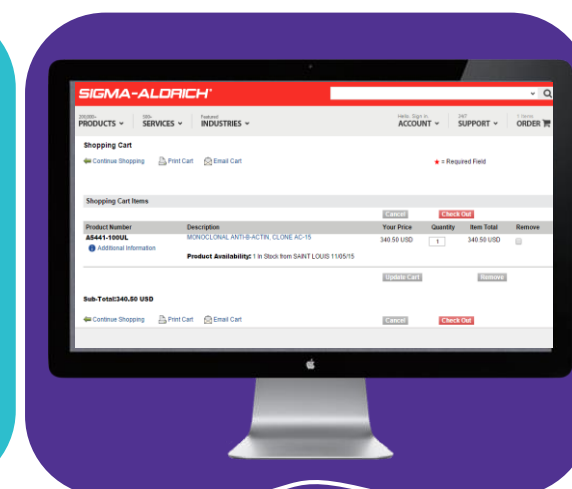 SIGMA-ALDRICH®
PRODUCTS SERVICES INDUSTRIES ACCOUNT SUPPORT ORDER
Shopping Cart
Continue Shopping Print Cart Email Cart * = Required Field
Shopping Cart Items
Cancel Check Out
Product Number Description Your Price Quantity Item Total Remove
A5441-100UL MONOCLONAL ANTI-B-ACTIN, CLONE AC-15 340.50 USD 1 340.50 USD
Additional Information
Product Availability: 1 In Stock from SAINT LOUIS 11/05/15
Update Cart Remove
Sub-Total:340.50 USD
Continue Shopping Print Cart Email Cart Cancel Check Out